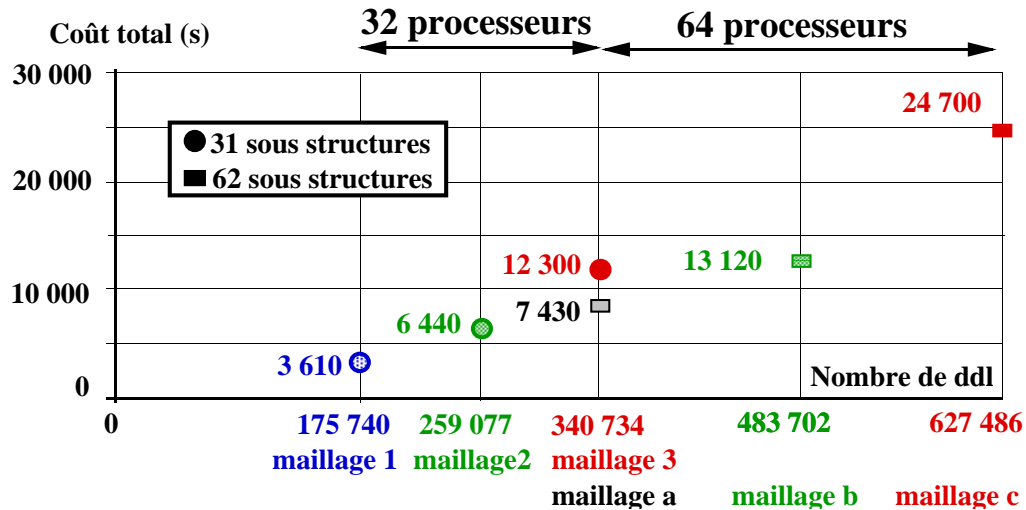 32 processeurs
64 processeurs
Coût total (s)
30 000
24 700
31 sous structures
62 sous structures
20 000
12 300
13 120
10 000
7 430
6 440
3 610
Nombre de ddl
0
0
175 740
259 077
340 734
483 702
627 486
maillage 1
maillage2
maillage 3
maillage a
maillage b
maillage c